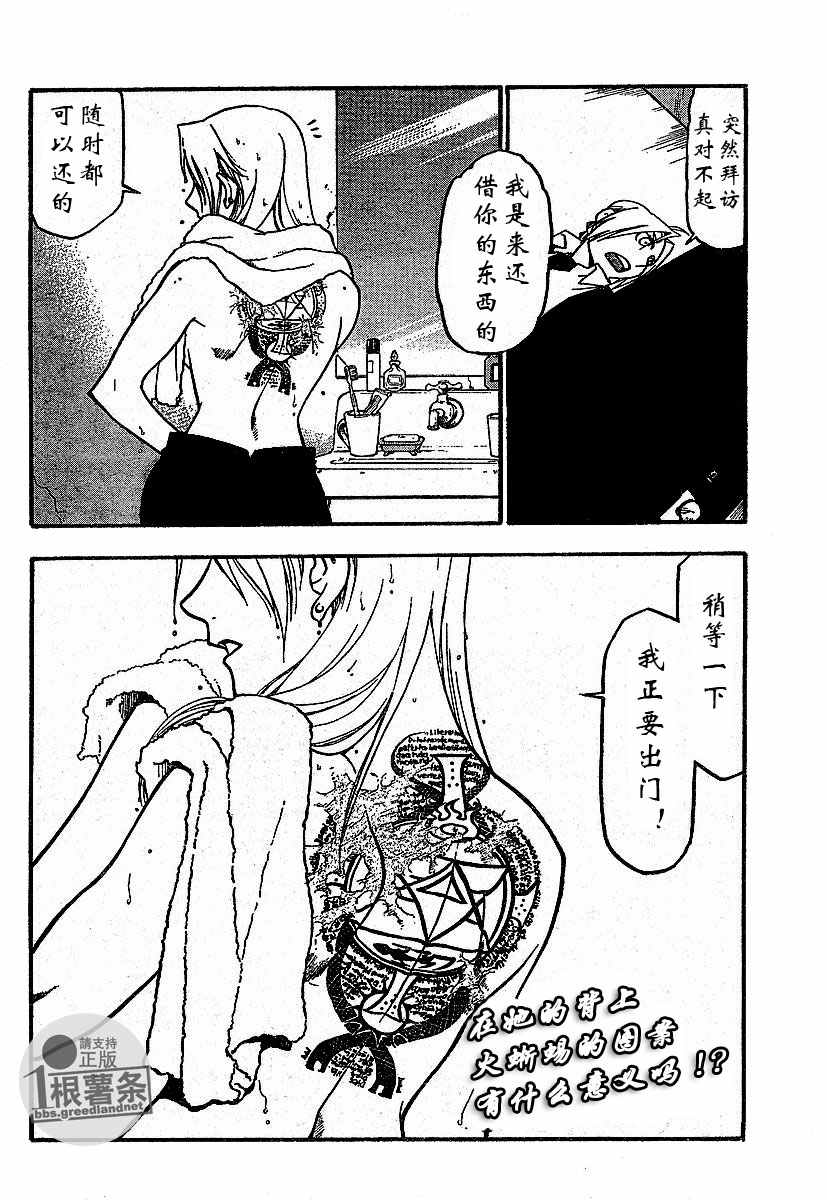 突然拜访
真对不起
我是来还
借你的东西的
随时都
可以还的
稍等一下
我正要出门!
在她的背上
火蜥蜴的图案
有什么意义吗!?
請支持
正版
1根薯条
bbs.greedland.net